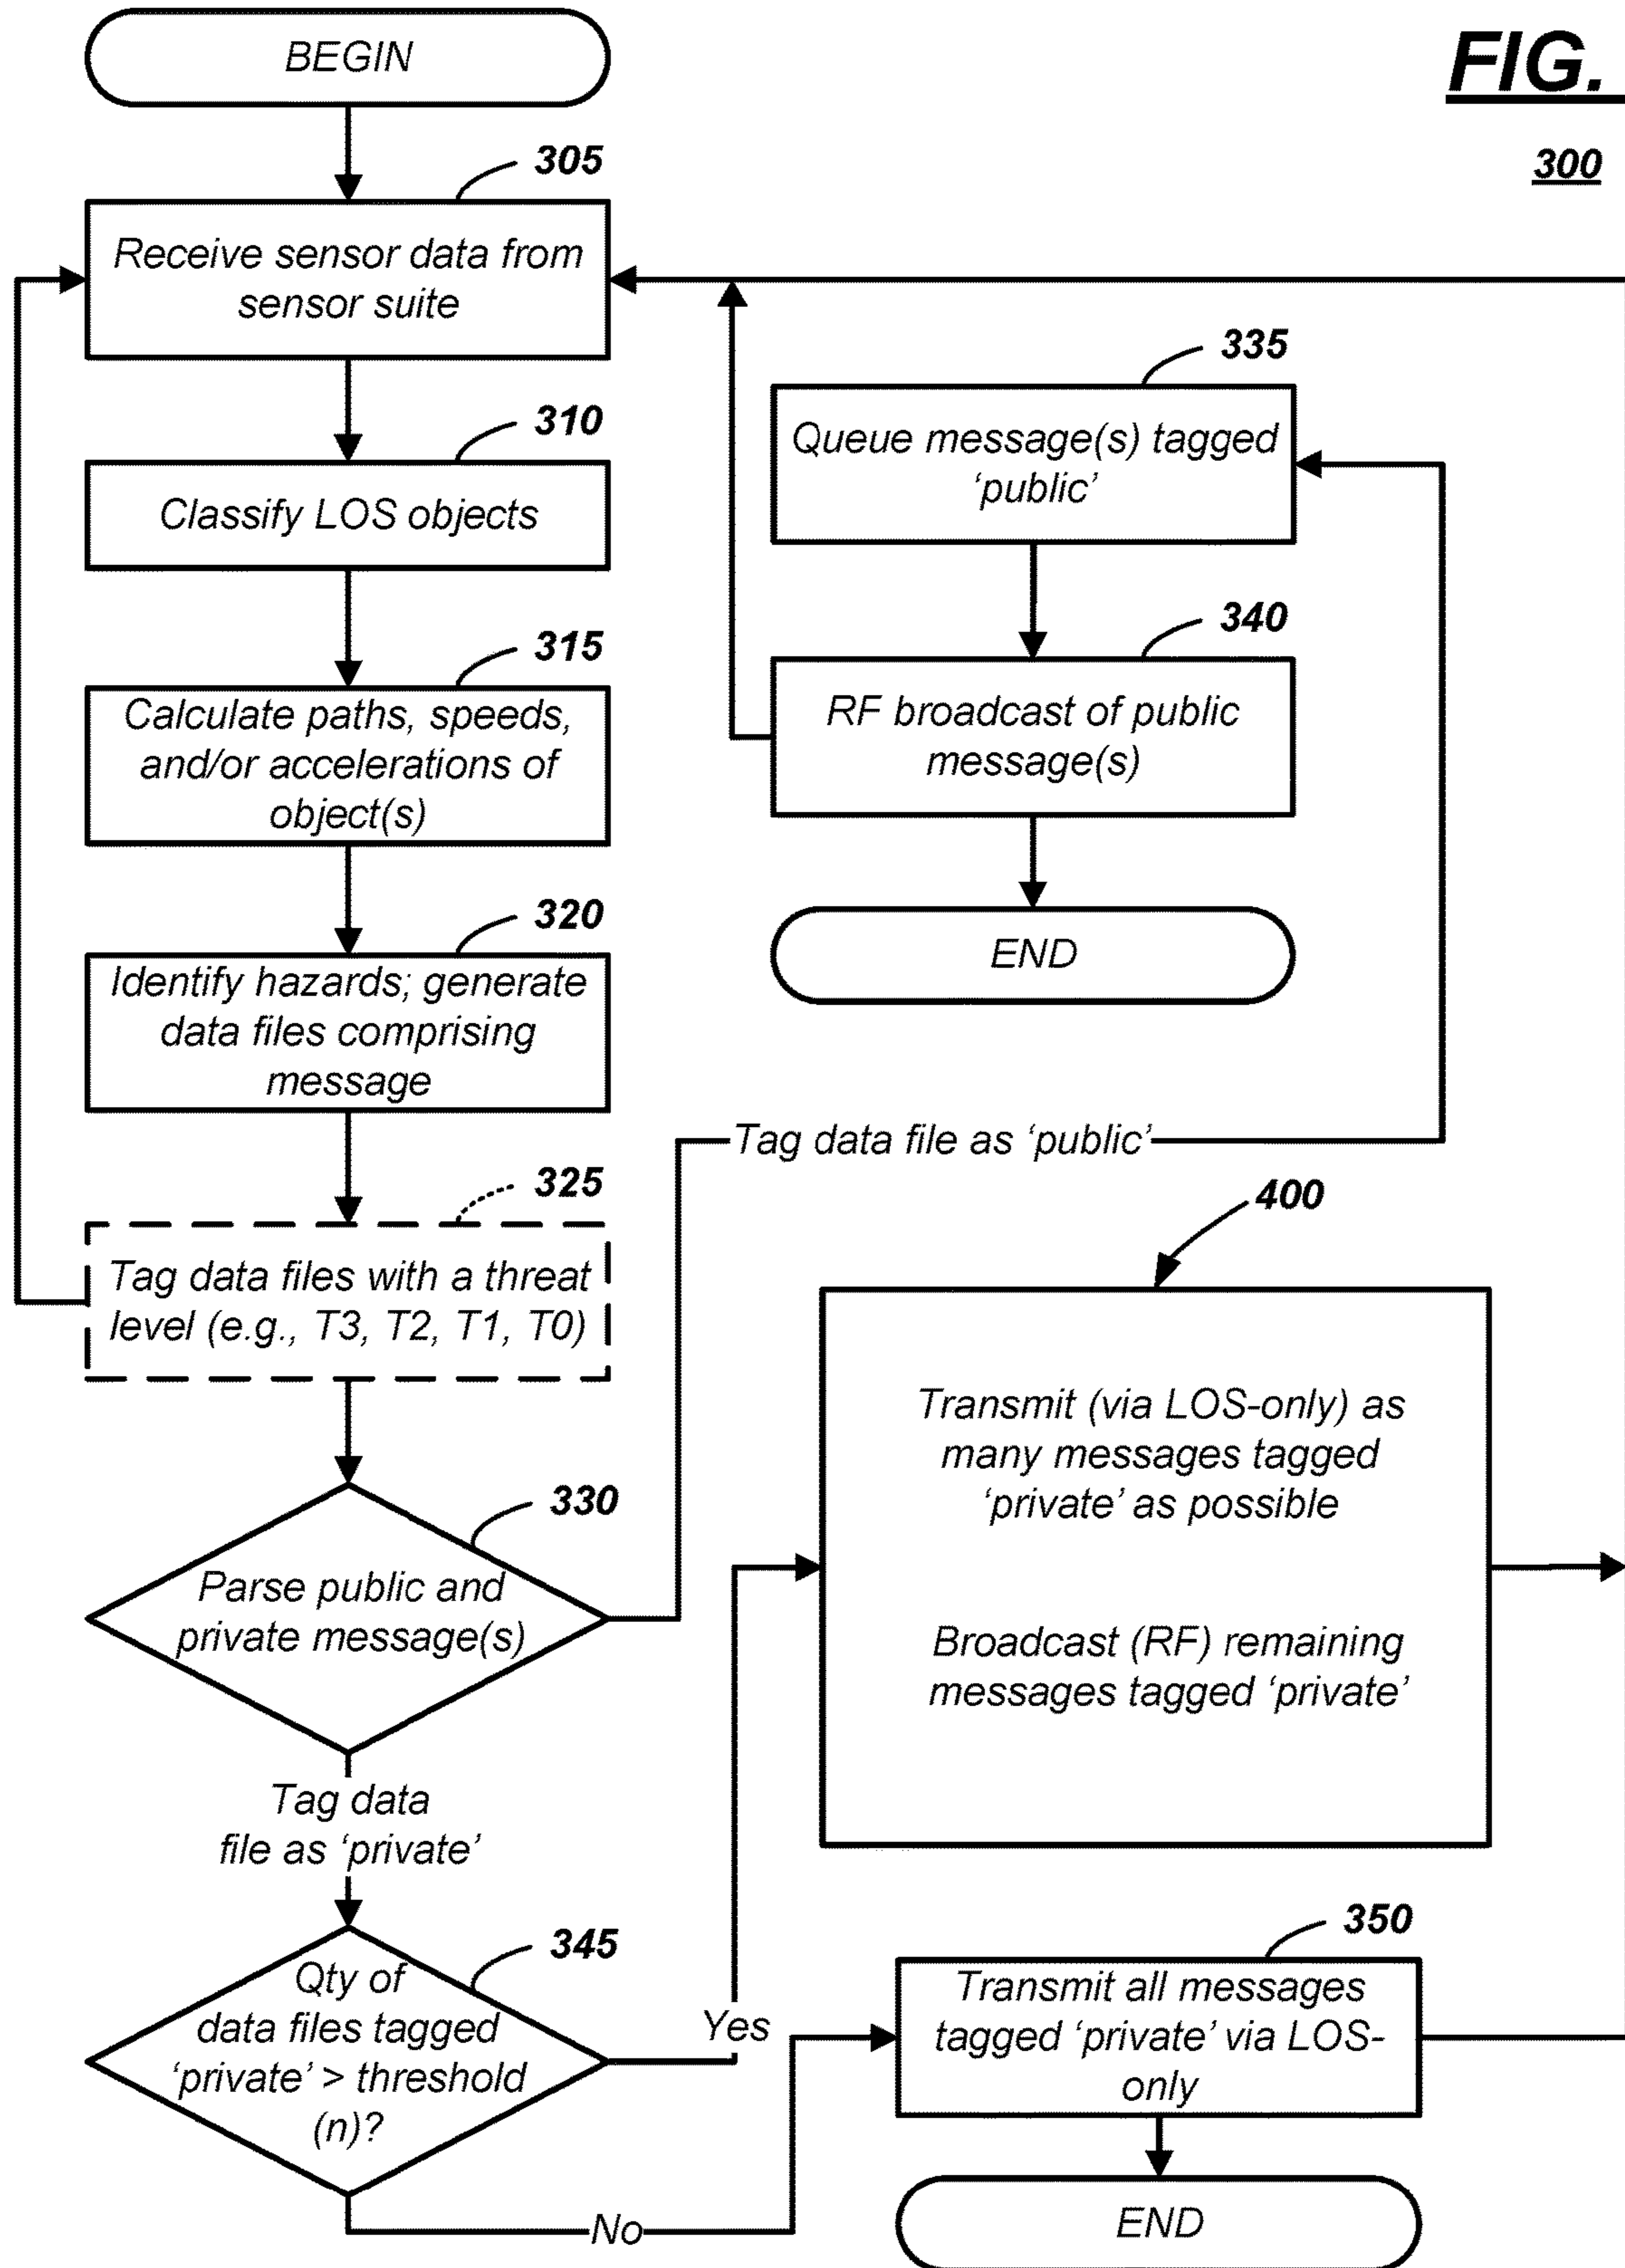 BEGIN
FIG.
300
305
Receive sensor data from
sensor suite
310
Classify LOS objects
315
Calculate paths, speeds,
and/or accelerations of
object(s)
320
Identify hazards; generate
data files comprising
message
325
Tag data files with a threat
level (e.g., T3, T2, T1, T0)
330
Parse public and
private message(s)
Tag data file as ‘public’
335
Queue message(s) tagged
‘public’
340
RF broadcast of public
message(s)
END
Tag data
file as ‘private’
345
Qty of
data files tagged
‘private’ > threshold
(n)?
Yes
No
400
Transmit (via LOS-only) as
many messages tagged
‘private’ as possible
Broadcast (RF) remaining
messages tagged ‘private’
350
Transmit all messages
tagged ‘private’ via LOS-
only
END